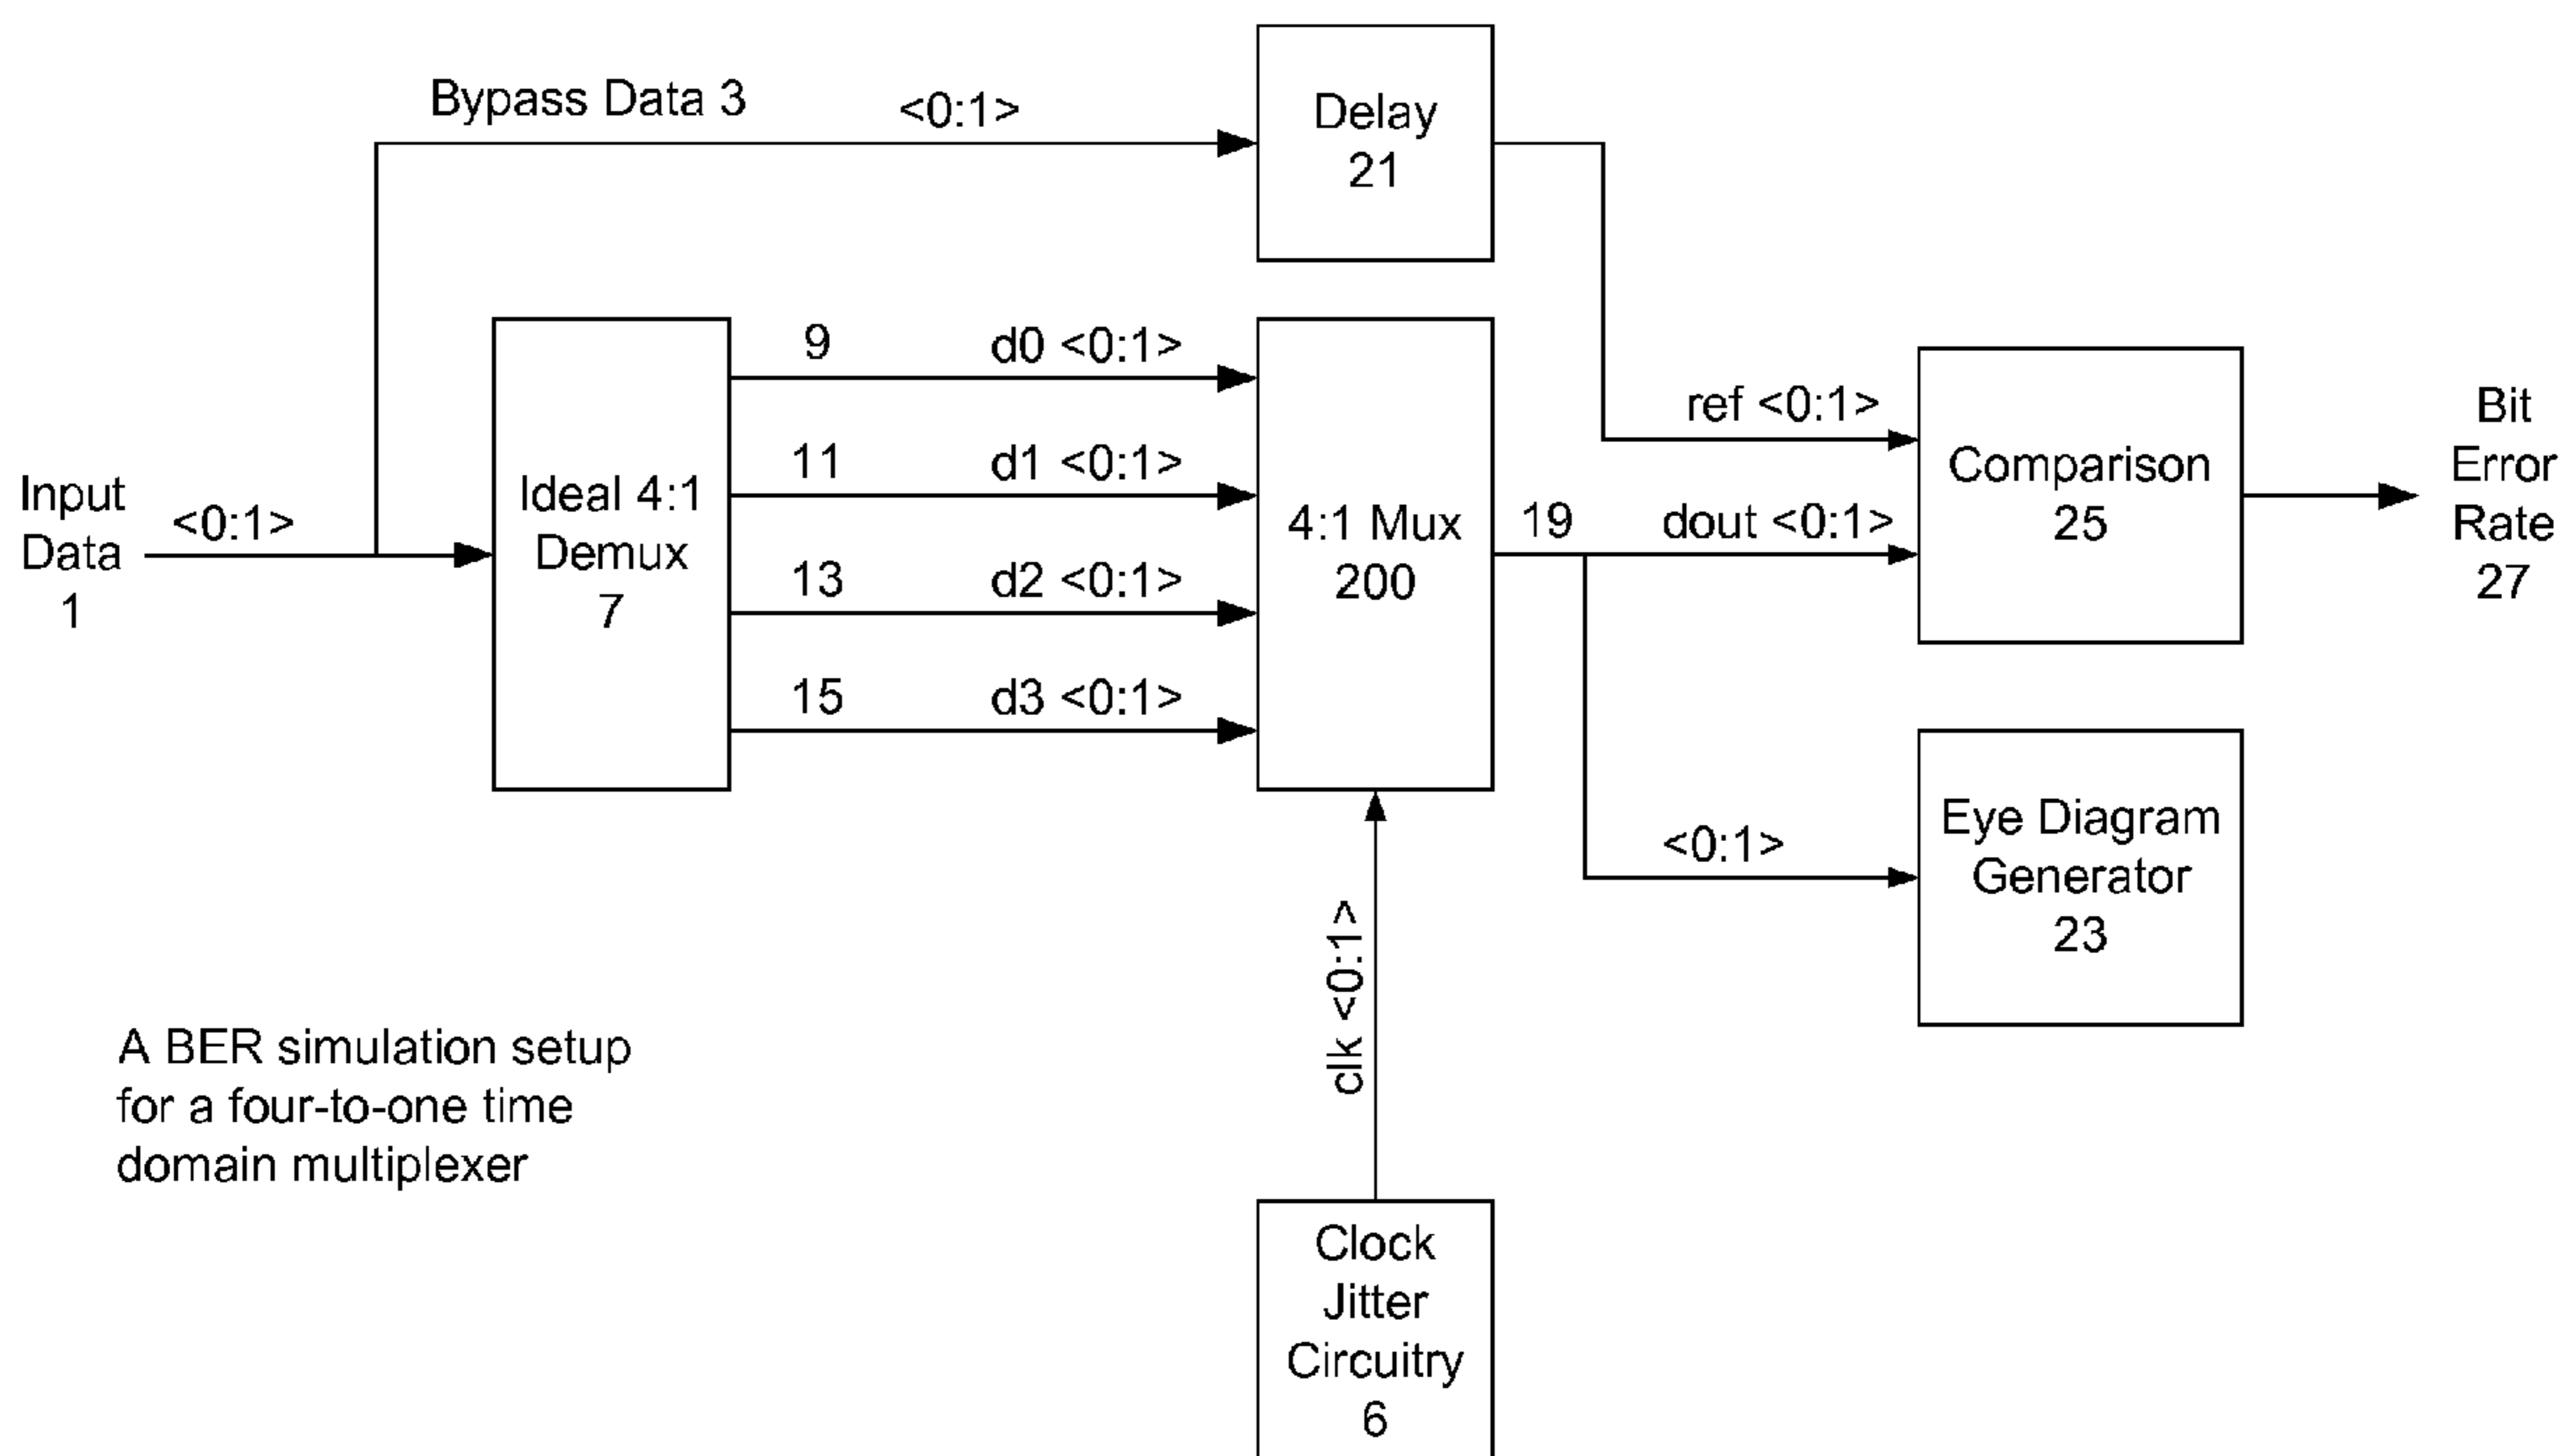 Bypass Data 3
<0:1>
Delay
21
Input
Data
1
<0:1>
Ideal 4:1
Demux
7
9
d0 <0:1>
11
d1 <0:1>
13
d2 <0:1>
15
d3 <0:1>
4:1 Mux
200
19
ref <0:1>
dout <0:1>
Comparison
25
Bit
Error
Rate
27
<0:1>
Eye Diagram
Generator
23
clk <0:1>
Clock
Jitter
Circuitry
6
A BER simulation setup
for a four-to-one time
domain multiplexer